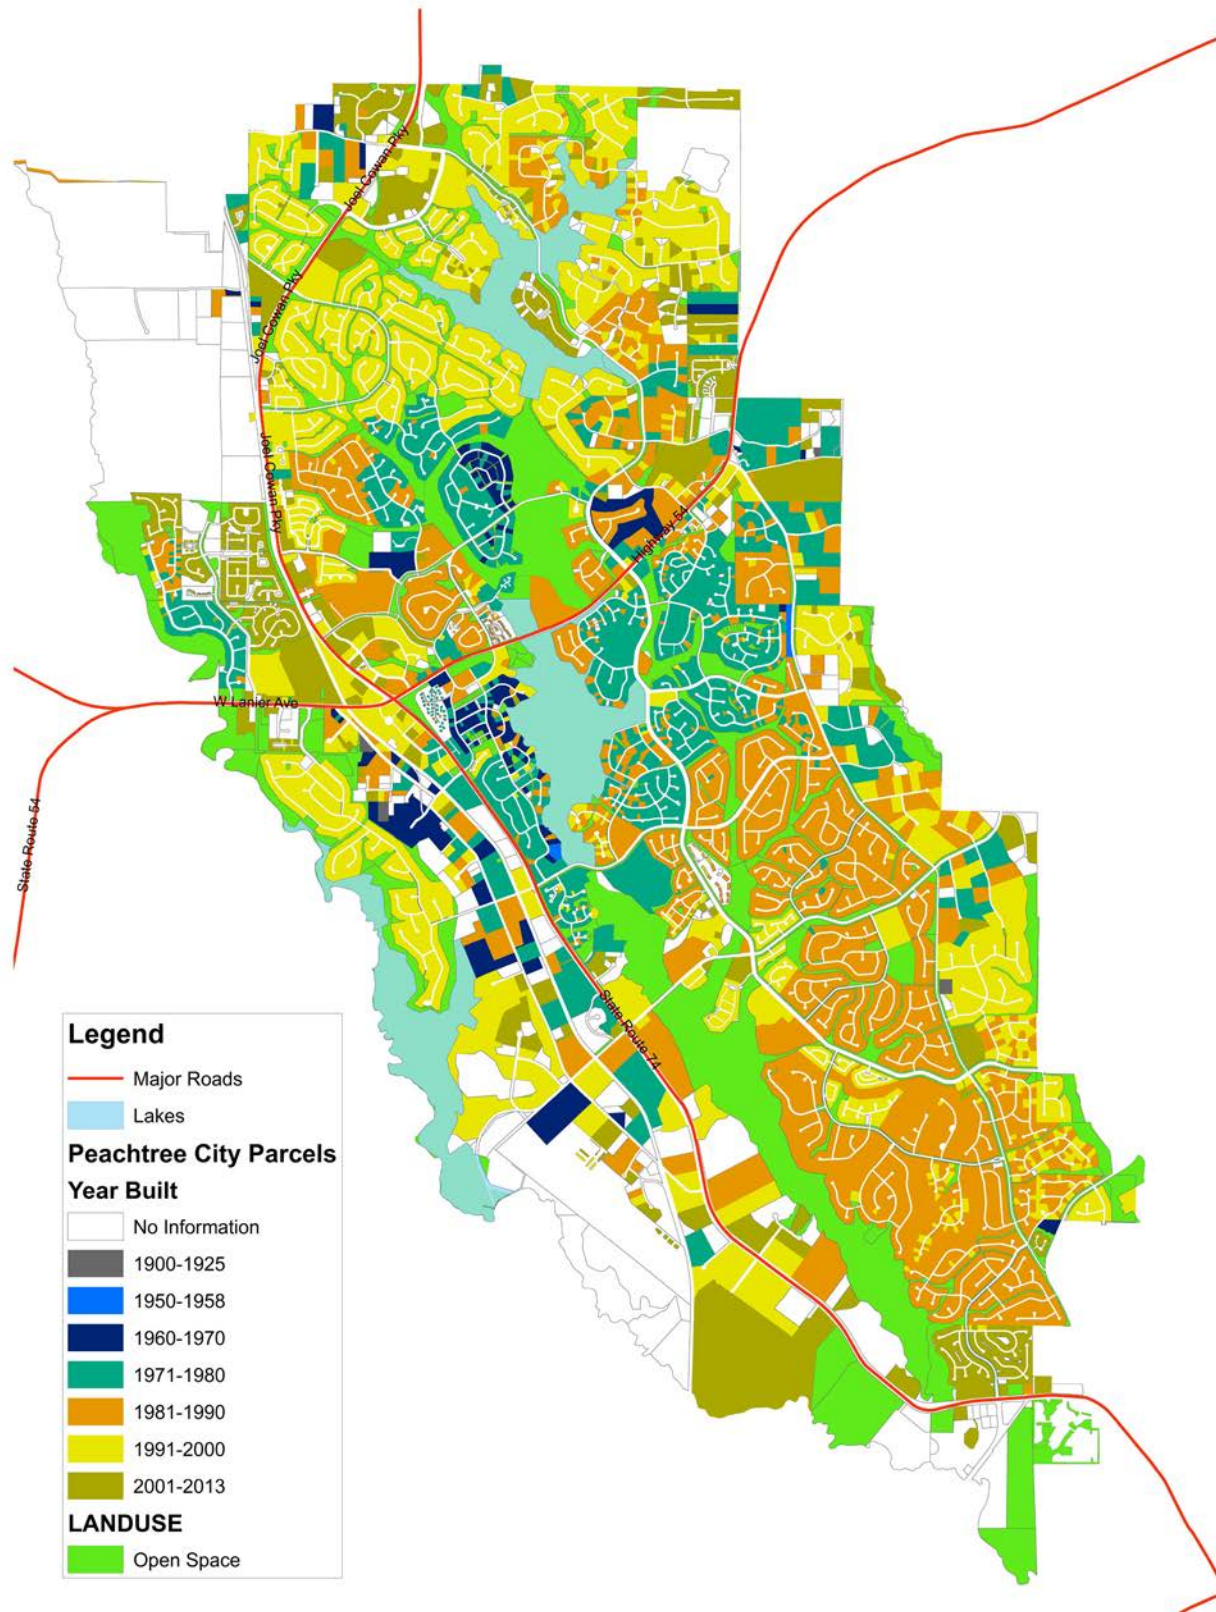 Joel Cowan Pky
Joel Cowan Pky
Joel Cowan Pky
Highway 54
W Lanier Ave
State Route 54
State Route 74
Legend
Major Roads
Lakes
Peachtree City Parcels
Year Built
No Information
1900-1925
1950-1958
1960-1970
1971-1980
1981-1990
1991-2000
2001-2013
LANDUSE
Open Space